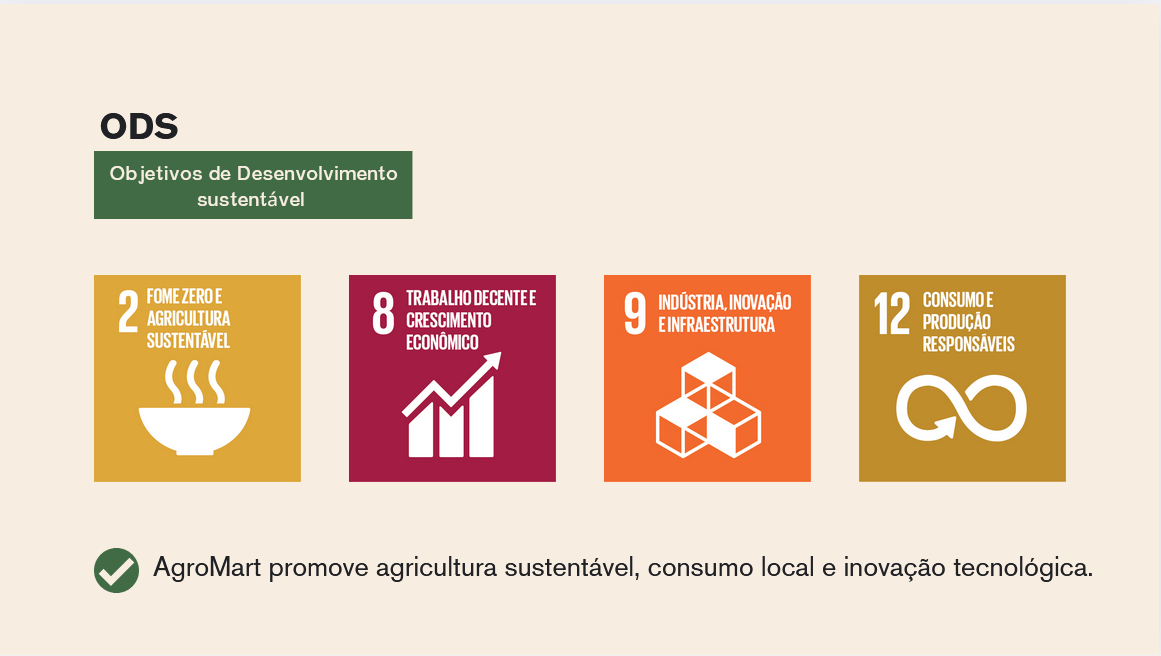 ODS
Objetivos de Desenvolvimento
sustentável
2 FOME ZERO E
AGRICULTURA
SUSTENTÁVEL
8 TRABALHO DECENTE E
CRESCIMENTO
ECONÔMICO
9 INDÚSTRIA, INOVAÇÃO
E INFRAESTRUTURA
12 CONSUMO E
PRODUÇÃO
RESPONSÁVEIS
AgroMart promove agricultura sustentável, consumo local e inovação tecnológica.